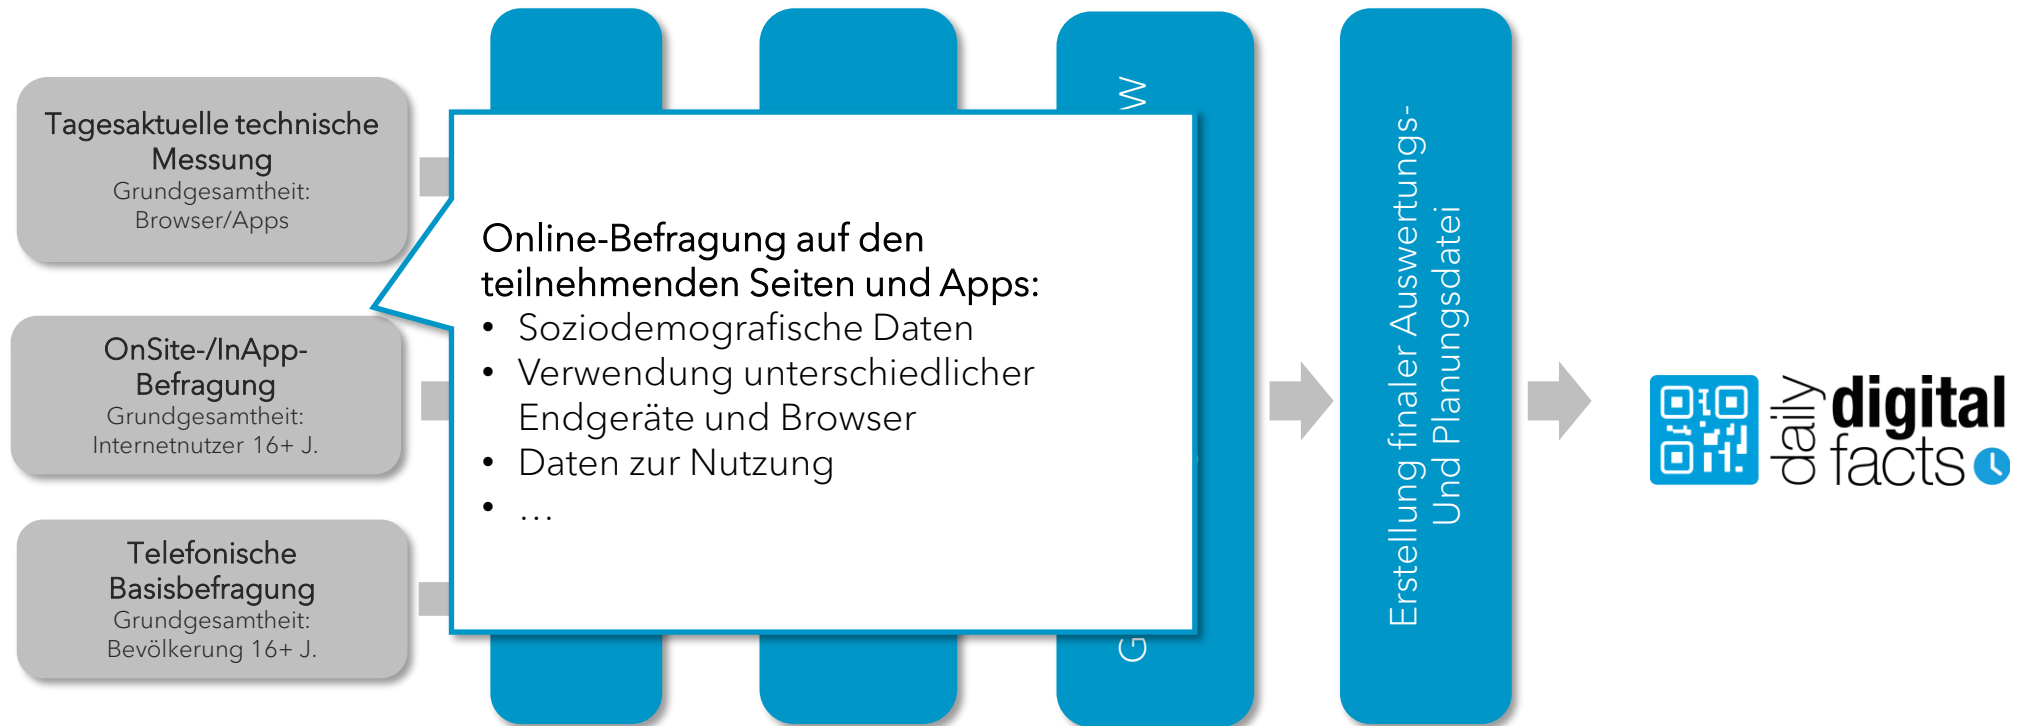 Tagesaktuelle technische
Messung
Grundgesamtheit:
Browser/Apps
OnSite-/InApp-
Befragung
Grundgesamtheit:
Internetnutzer 16+ J.
Telefonische
Basisbefragung
Grundgesamtheit:
Bevölkerung 16+ J.
Online-Befragung auf den
teilnehmenden Seiten und Apps:
• Soziodemografische Daten
• Verwendung unterschiedlicher
Endgeräte und Browser
• Daten zur Nutzung
• …
Erstellung finaler Auswertungs-
Und Planungsdatei
daily
digital
facts